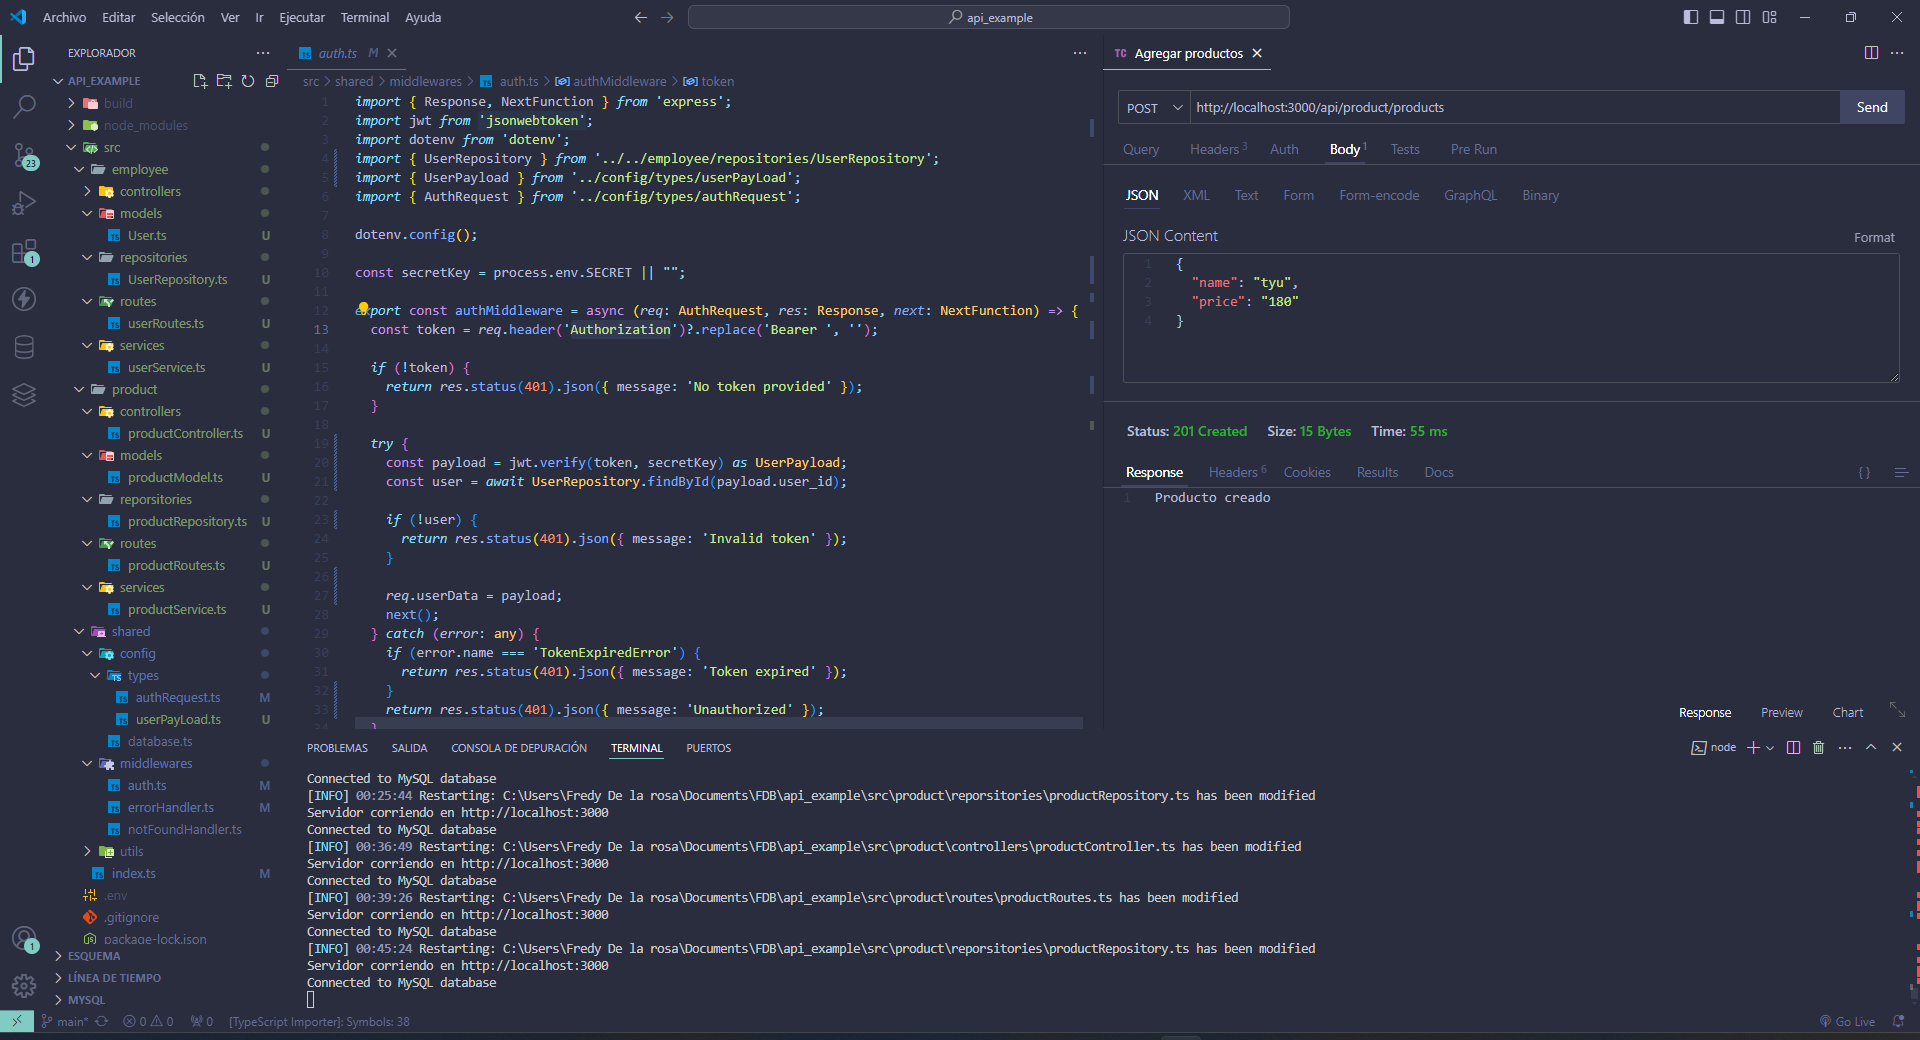 Archivo Editar Selección Ver Ir Ejecutar Terminal Ayuda
api_example
EXPLORADOR
API_EXAMPLE
build
node_modules
src
employee
controllers
models
User.ts U
repositories
UserRepository.ts U
routes
userRoutes.ts U
services
userService.ts U
product
controllers
productController.ts U
models
productModel.ts U
reporsitories
productRepository.ts U
routes
productRoutes.ts U
services
productService.ts U
shared
config
types
authRequest.ts M
userPayLoad.ts U
database.ts
middlewares
auth.ts M
errorHandler.ts M
notFoundHandler.ts
utils
index.ts M
.env
.gitignore
package-lock.json
ESQUEMA
LÍNEA DE TIEMPO
MYSQL
23
1
1
auth.ts M
src > shared > middlewares > auth.ts > authMiddleware > token
1 import { Response, NextFunction } from 'express';
2 import jwt from 'jsonwebtoken';
3 import dotenv from 'dotenv';
4 import { UserRepository } from '../../employee/repositories/UserRepository';
5 import { UserPayload } from '../config/types/userPayLoad';
6 import { AuthRequest } from '../config/types/authRequest';
7
8 dotenv.config();
9
10 const secretKey = process.env.SECRET || "";
11
12 export const authMiddleware = async (req: AuthRequest, res: Response, next: NextFunction) => {
13 const token = req.header('Authorization')?.replace('Bearer ', '');
14
15 if (!token) {
16 return res.status(401).json({ message: 'No token provided' });
17 }
18
19 try {
20 const payload = jwt.verify(token, secretKey) as UserPayload;
21 const user = await UserRepository.findById(payload.user_id);
22
23 if (!user) {
24 return res.status(401).json({ message: 'Invalid token' });
25 }
26
27 req.userData = payload;
28 next();
29 } catch (error: any) {
30 if (error.name === 'TokenExpiredError') {
31 return res.status(401).json({ message: 'Token expired' });
32 }
33 return res.status(401).json({ message: 'Unauthorized' });
34 }
TC Agregar productos
POST http://localhost:3000/api/product/products Send
Query Headers 3 Auth Body 1 Tests Pre Run
JSON XML Text Form Form-encode GraphQL Binary
JSON Content Format
1 {
2 "name": "tyu",
3 "price": "180"
4 }
Status: 201 Created Size: 15 Bytes Time: 55 ms
Response Headers 6 Cookies Results Docs
{ }
1 Producto creado
Response Preview Chart
PROBLEMAS SALIDA CONSOLA DE DEPURACIÓN TERMINAL PUERTOS
node
Connected to MySQL database
[INFO] 00:25:44 Restarting: C:\Users\Fredy De la rosa\Documents\FDB\api_example\src\product\reporsitories\productRepository.ts has been modified
Servidor corriendo en http://localhost:3000
Connected to MySQL database
[INFO] 00:36:49 Restarting: C:\Users\Fredy De la rosa\Documents\FDB\api_example\src\product\controllers\productController.ts has been modified
Servidor corriendo en http://localhost:3000
Connected to MySQL database
[INFO] 00:39:26 Restarting: C:\Users\Fredy De la rosa\Documents\FDB\api_example\src\product\routes\productRoutes.ts has been modified
Servidor corriendo en http://localhost:3000
Connected to MySQL database
[INFO] 00:45:24 Restarting: C:\Users\Fredy De la rosa\Documents\FDB\api_example\src\product\reporsitories\productRepository.ts has been modified
Servidor corriendo en http://localhost:3000
Connected to MySQL database
main* 0 0 0 [TypeScript Importer]: Symbols: 38 Go Live